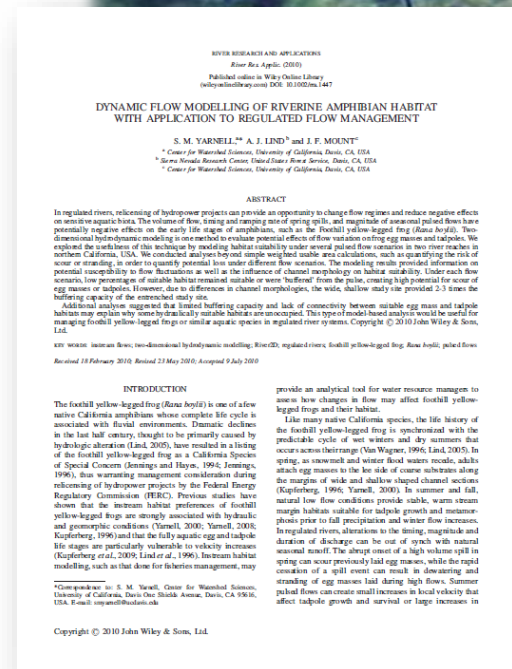 RIVER RESEARCH AND APPLICATIONS
River Res. Applic. (2010)
Published online in Wiley Online Library
(wileyonlinelibrary.com) DOI: 10.1002/rra.1447
DYNAMIC FLOW MODELLING OF RIVERINE AMPHIBIAN HABITAT
WITH APPLICATION TO REGULATED FLOW MANAGEMENT
S. M. YARNELL,a* A. J. LIND b and J. F. MOUNT c
a Center for Watershed Sciences, University of California, Davis, CA, USA
b Sierra Nevada Research Center, United States Forest Service, Davis, CA, USA
c Center for Watershed Sciences, University of California, Davis, CA, USA
ABSTRACT
In regulated rivers, relicensing of hydropower projects can provide an opportunity to change flow regimes and reduce negative effects
on sensitive aquatic biota. The volume of flow, timing and ramping rate of spring spills, and magnitude of aseasonal pulsed flows have
potentially negative effects on the early life stages of amphibians, such as the Foothill yellow-legged frog (Rana boylii). Two-
dimensional hydrodynamic modeling is one method to evaluate potential effects of flow variation on frog egg masses and tadpoles. We
explored the usefulness of this technique by modeling habitat suitability under several pulsed flow scenarios in two river reaches in
northern California, USA. We conducted analyses beyond simple weighted usable area calculations, such as quantifying the risk of
scour or stranding, in order to quantify potential loss under different flow scenarios. The modeling results provided information on
potential susceptibility to flow fluctuations as well as the influence of channel morphology on habitat suitability. Under each flow
scenario, low percentages of suitable habitat remained suitable or were 'buffered' from the pulse, creating high potential for scour of
egg masses or tadpoles. However, due to differences in channel morphologies, the wide, shallow study site provided 2-3 times the
buffering capacity of the entrenched study site.
Additional analyses suggested that limited buffering capacity and lack of connectivity between suitable egg mass and tadpole
habitats may explain why some hydraulically suitable habitats are unoccupied. This type of model-based analysis would be useful for
managing foothill yellow-legged frogs or similar aquatic species in regulated river systems. Copyright © 2010 John Wiley & Sons,
Ltd.
KEY WORDS: instream flows; two-dimensional hydrodynamic modelling; River2D; regulated rivers; foothill yellow-legged frog; Rana boylii; pulsed flows
Received 18 February 2010; Revised 23 May 2010; Accepted 9 July 2010
INTRODUCTION
The foothill yellow-legged frog (Rana boylii) is one of a few
native California amphibians whose complete life cycle is
associated with fluvial environments. Dramatic declines
in the last half century, thought to be primarily caused by
hydrologic alteration (Lind, 2005), have resulted in a listing
of the foothill yellow-legged frog as a California Species
of Special Concern (Jennings and Hayes, 1994; Jennings,
1996), thus warranting management consideration during
relicensing of hydropower projects by the Federal Energy
Regulatory Commission (FERC). Previous studies have
shown that the instream habitat preferences of foothill
yellow-legged frogs are strongly associated with hydraulic
and geomorphic conditions (Yarnell, 2000; Yarnell, 2008;
Kupferberg, 1996) and that the fully aquatic egg and tadpole
life stages are particularly vulnerable to velocity increases
(Kupferberg et al., 2009; Lind et al., 1996). Instream habitat
modelling, such as that done for fisheries management, may
*Correspondence to: S. M. Yarnell, Center for Watershed Sciences,
University of California, Davis One Shields Avenue, Davis, CA 95616,
USA. E-mail: smyarnell@ucdavis.edu
provide an analytical tool for water resource managers to
assess how changes in flow may affect foothill yellow-
legged frogs and their habitat.
Like many native California species, the life history of
the foothill yellow-legged frog is synchronized with the
predictable cycle of wet winters and dry summers that
occurs across their range (Van Wagner, 1996; Lind, 2005). In
spring, as snowmelt and winter flood waters recede, adults
attach egg masses to the lee side of coarse substrates along
the margins of wide and shallow shaped channel sections
(Kupferberg, 1996; Yarnell, 2000). In summer and fall,
natural low flow conditions provide stable, warm stream
margin habitats suitable for tadpole growth and metamor-
phosis prior to fall precipitation and winter flow increases.
In regulated rivers, alterations to the timing, magnitude and
duration of discharge can be out of synch with natural
seasonal runoff. The abrupt onset of a high volume spill in
spring can scour previously laid egg masses, while the rapid
cessation of a spill event can result in dewatering and
stranding of egg masses laid during high flows. Summer
pulsed flows can create small increases in local velocity that
affect tadpole growth and survival or large increases in
Copyright © 2010 John Wiley & Sons, Ltd.